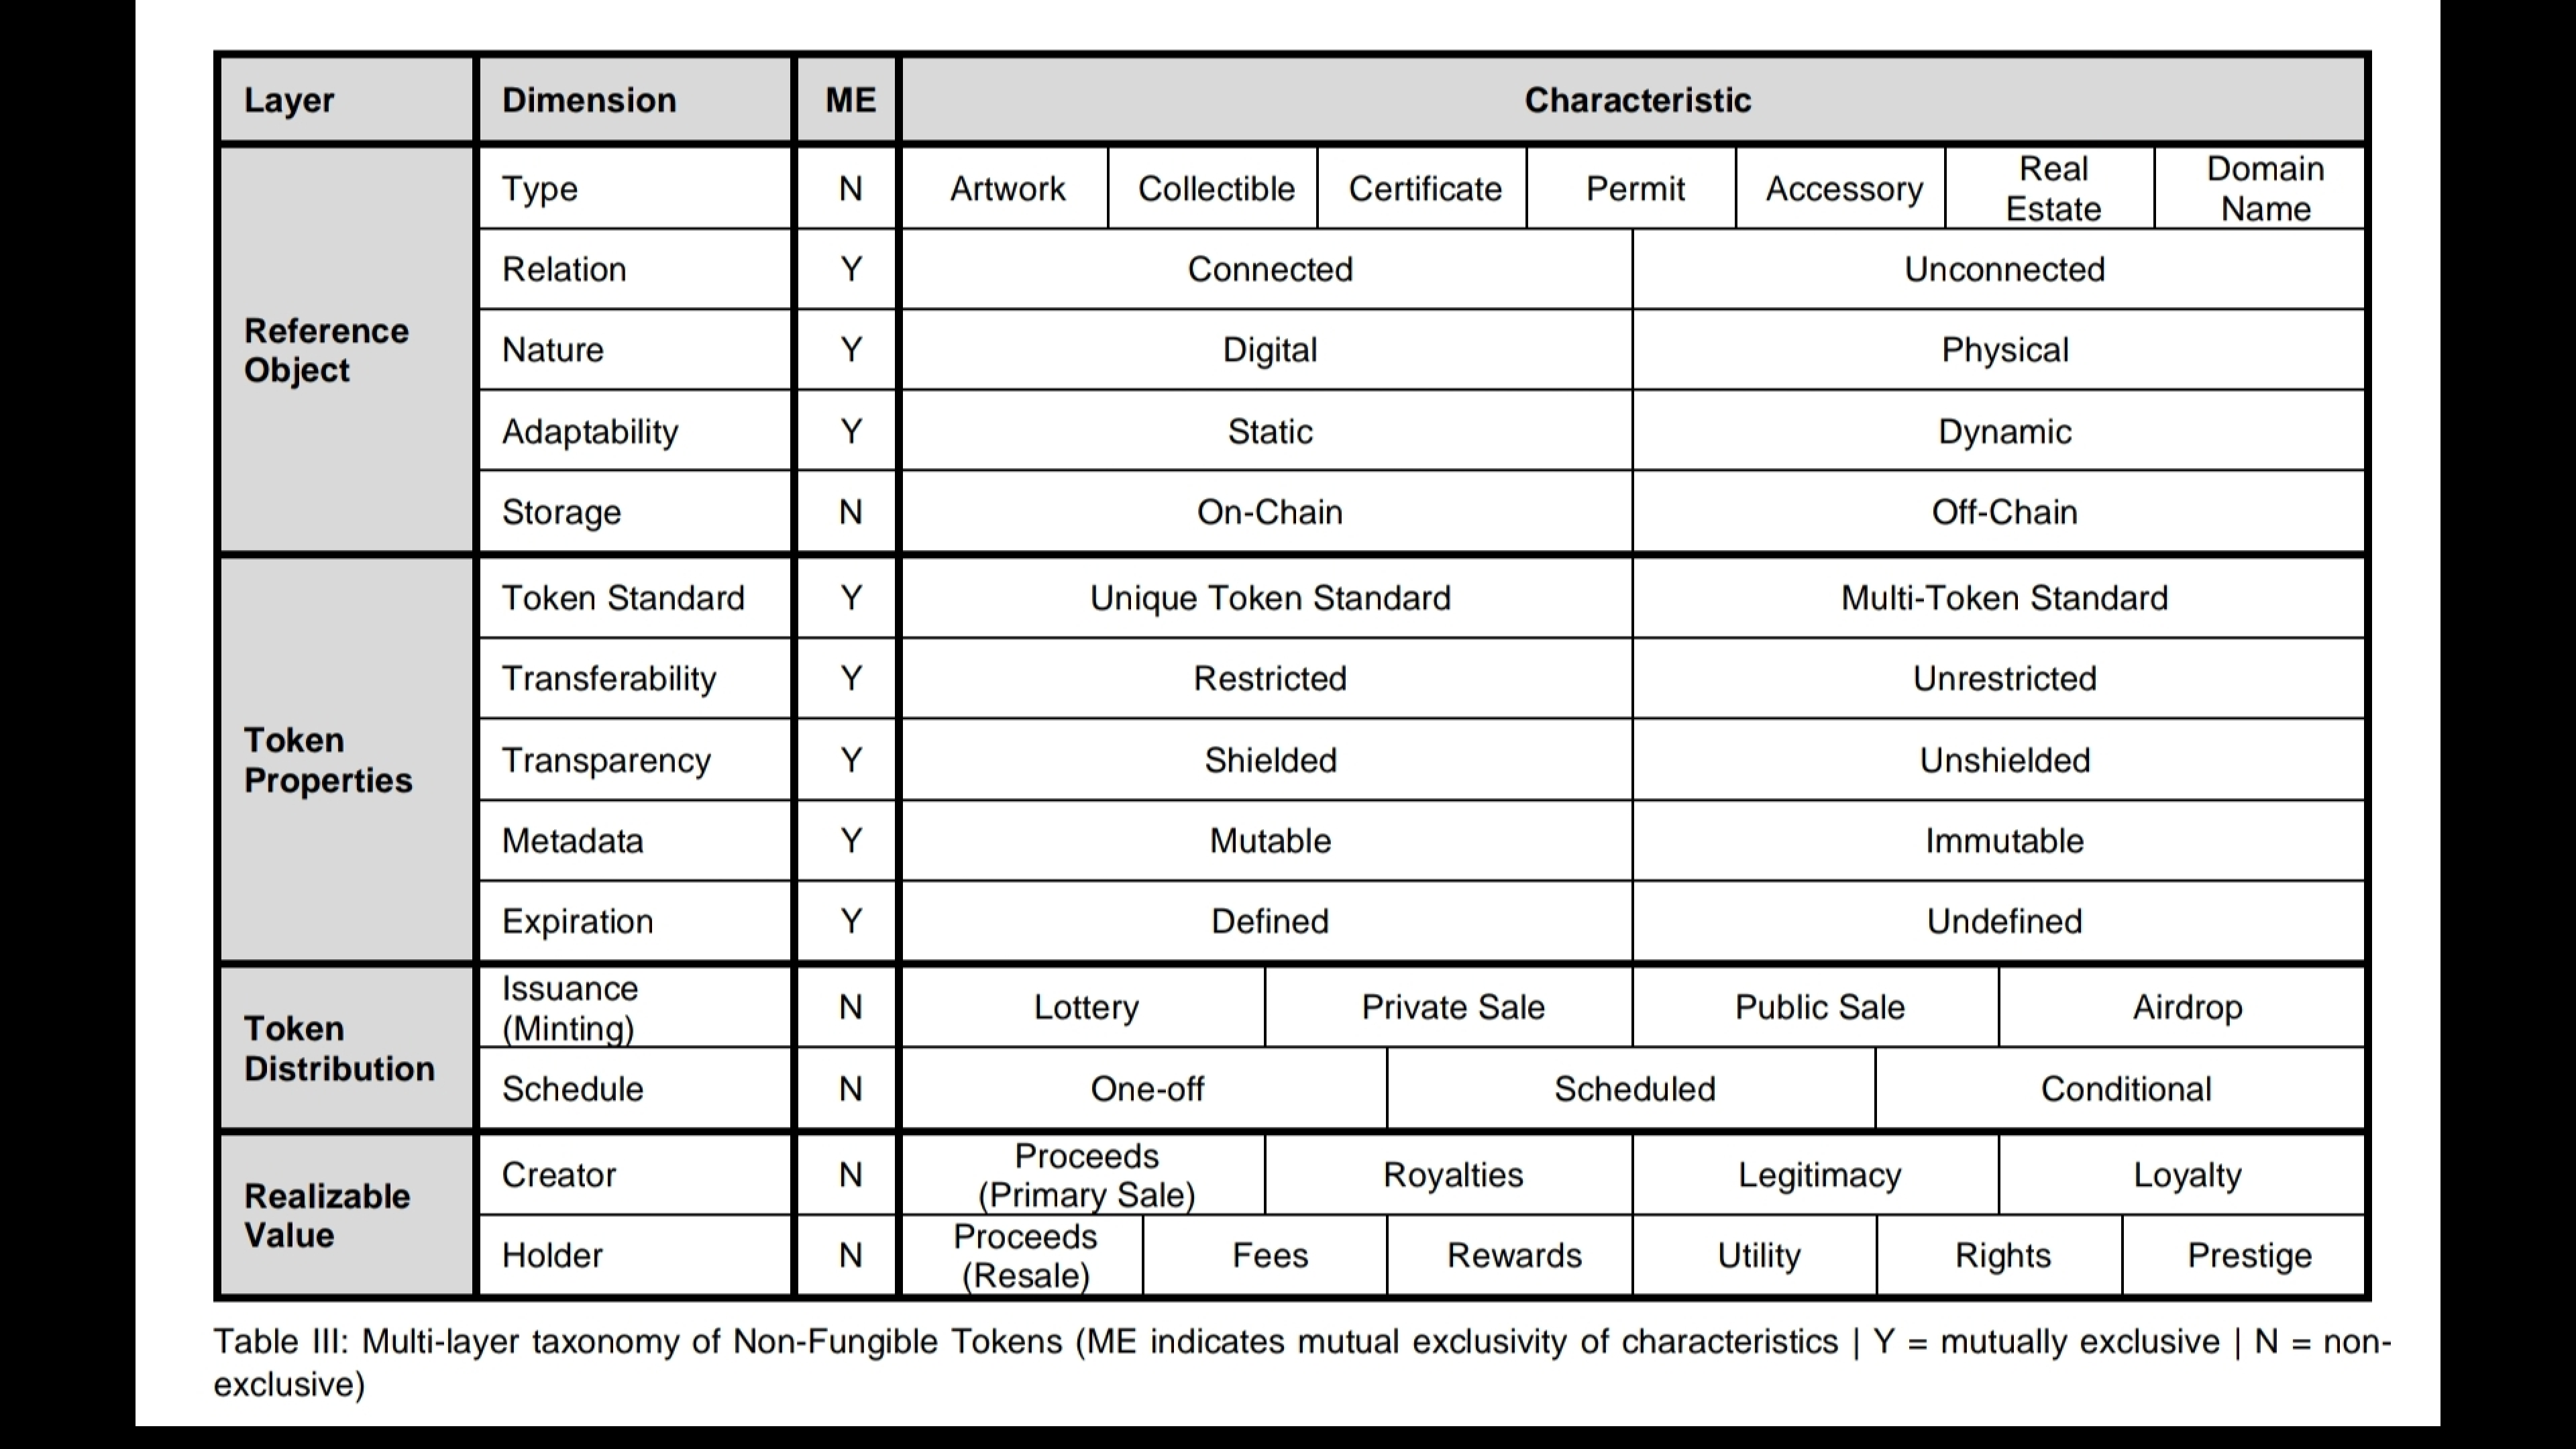 Layer Dimension ME Characteristic
Reference
Object
Type N Artwork Collectible Certificate Permit Accessory Real
Estate Domain
Name
Relation Y Connected Unconnected
Nature Y Digital Physical
Adaptability Y Static Dynamic
Storage N On-Chain Off-Chain
Token
Properties
Token Standard Y Unique Token Standard Multi-Token Standard
Transferability Y Restricted Unrestricted
Transparency Y Shielded Unshielded
Metadata Y Mutable Immutable
Expiration Y Defined Undefined
Token
Distribution
Issuance
(Minting) N Lottery Private Sale Public Sale Airdrop
Schedule N One-off Scheduled Conditional
Realizable
Value
Creator N Proceeds
(Primary Sale) Royalties Legitimacy Loyalty
Holder N Proceeds
(Resale) Fees Rewards Utility Rights Prestige
Table III: Multi-layer taxonomy of Non-Fungible Tokens (ME indicates mutual exclusivity of characteristics | Y = mutually exclusive | N = non-
exclusive)